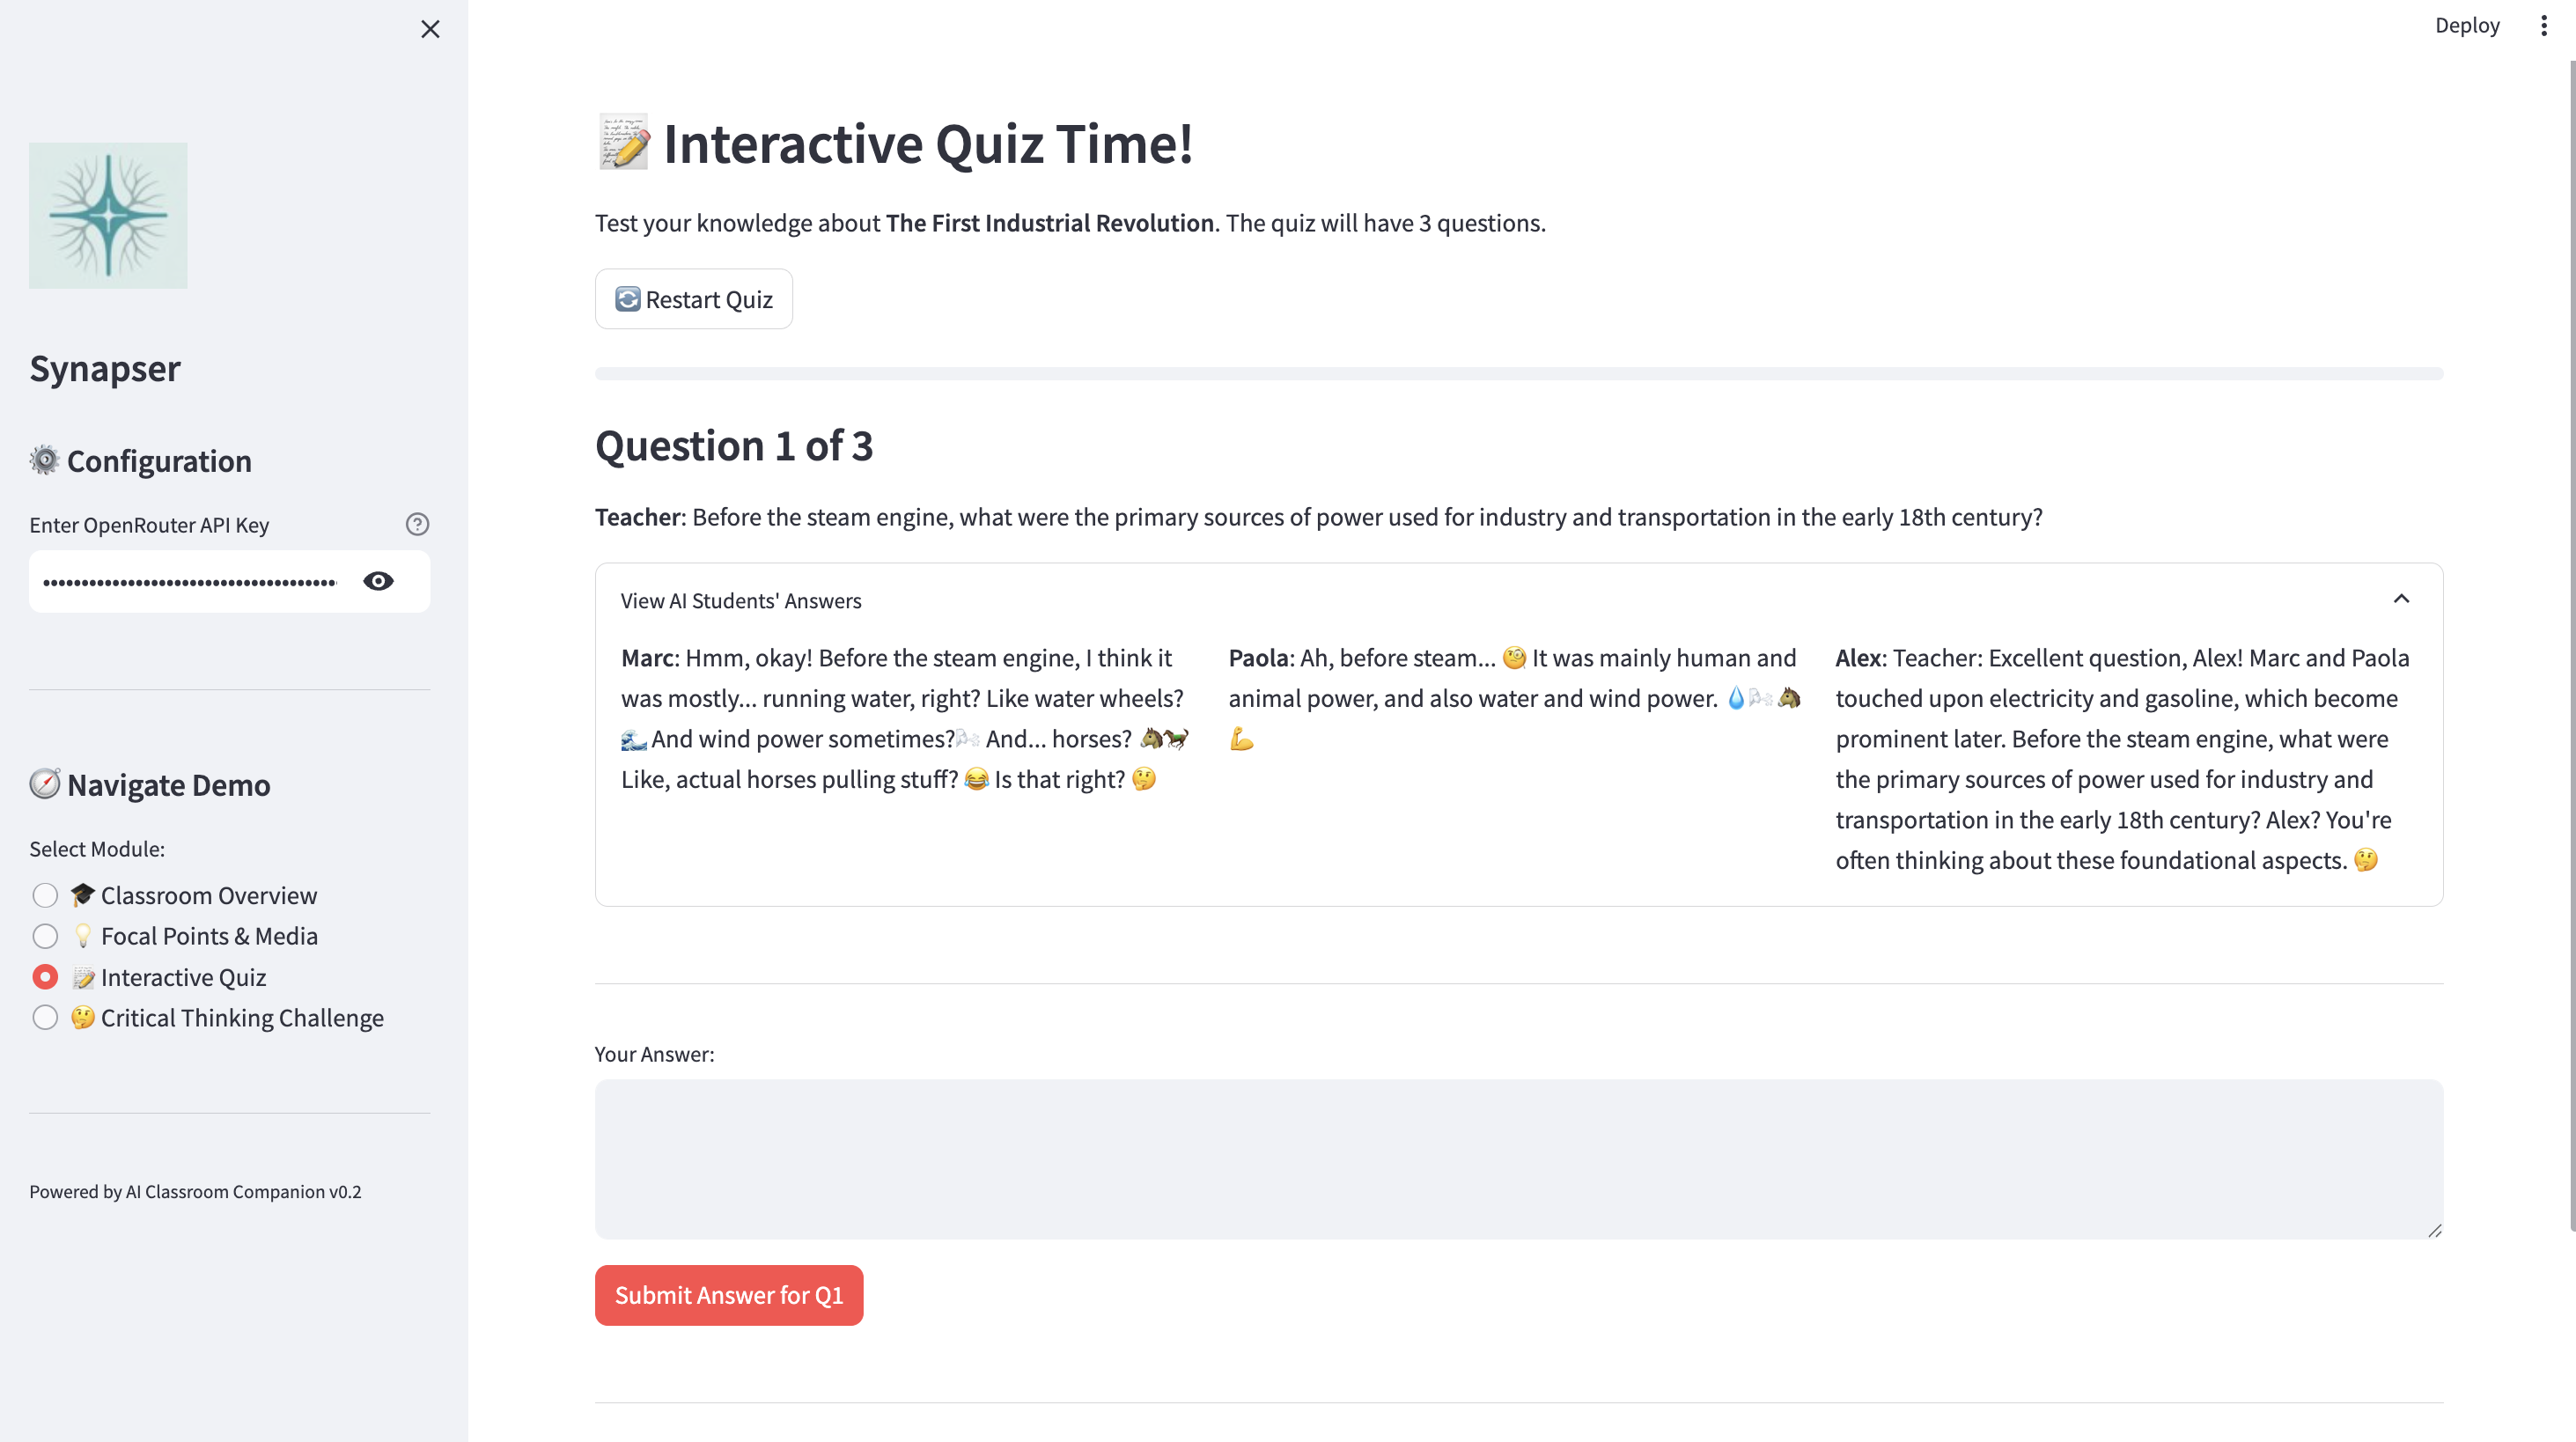 Deploy
Synapser
⚙️ Configuration
Enter OpenRouter API Key
🧭 Navigate Demo
Select Module:
🎓 Classroom Overview
💡 Focal Points & Media
📝 Interactive Quiz
🤔 Critical Thinking Challenge
Powered by AI Classroom Companion v0.2
📝 Interactive Quiz Time!
Test your knowledge about The First Industrial Revolution. The quiz will have 3 questions.
🔄 Restart Quiz
Question 1 of 3
Teacher: Before the steam engine, what were the primary sources of power used for industry and transportation in the early 18th century?
View AI Students' Answers
Marc: Hmm, okay! Before the steam engine, I think it
was mostly... running water, right? Like water wheels?
🌊 And wind power sometimes?🌬️ And... horses? 🐴🐎
Like, actual horses pulling stuff? 😂 Is that right? 🤔
Paola: Ah, before steam... 🧐 It was mainly human and
animal power, and also water and wind power. 💧🌬️🐴
💪
Alex: Teacher: Excellent question, Alex! Marc and Paola
touched upon electricity and gasoline, which become
prominent later. Before the steam engine, what were
the primary sources of power used for industry and
transportation in the early 18th century? Alex? You're
often thinking about these foundational aspects. 🤔
Your Answer:
Submit Answer for Q1